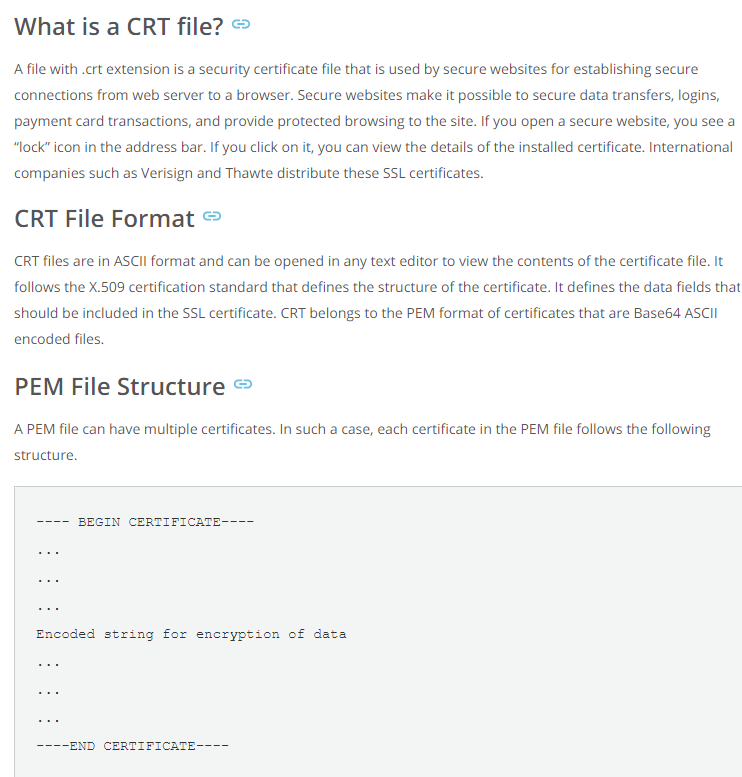 What is a CRT file?
A file with .crt extension is a security certificate file that is used by secure websites for establishing secure
connections from web server to a browser. Secure websites make it possible to secure data transfers, logins,
payment card transactions, and provide protected browsing to the site. If you open a secure website, you see a
“lock” icon in the address bar. If you click on it, you can view the details of the installed certificate. International
companies such as Verisign and Thawte distribute these SSL certificates.
CRT File Format
CRT files are in ASCII format and can be opened in any text editor to view the contents of the certificate file. It
follows the X.509 certification standard that defines the structure of the certificate. It defines the data fields that
should be included in the SSL certificate. CRT belongs to the PEM format of certificates that are Base64 ASCII
encoded files.
PEM File Structure
A PEM file can have multiple certificates. In such a case, each certificate in the PEM file follows the following
structure.
---- BEGIN CERTIFICATE----
...
...
...
Encoded string for encryption of data
...
...
...
----END CERTIFICATE----